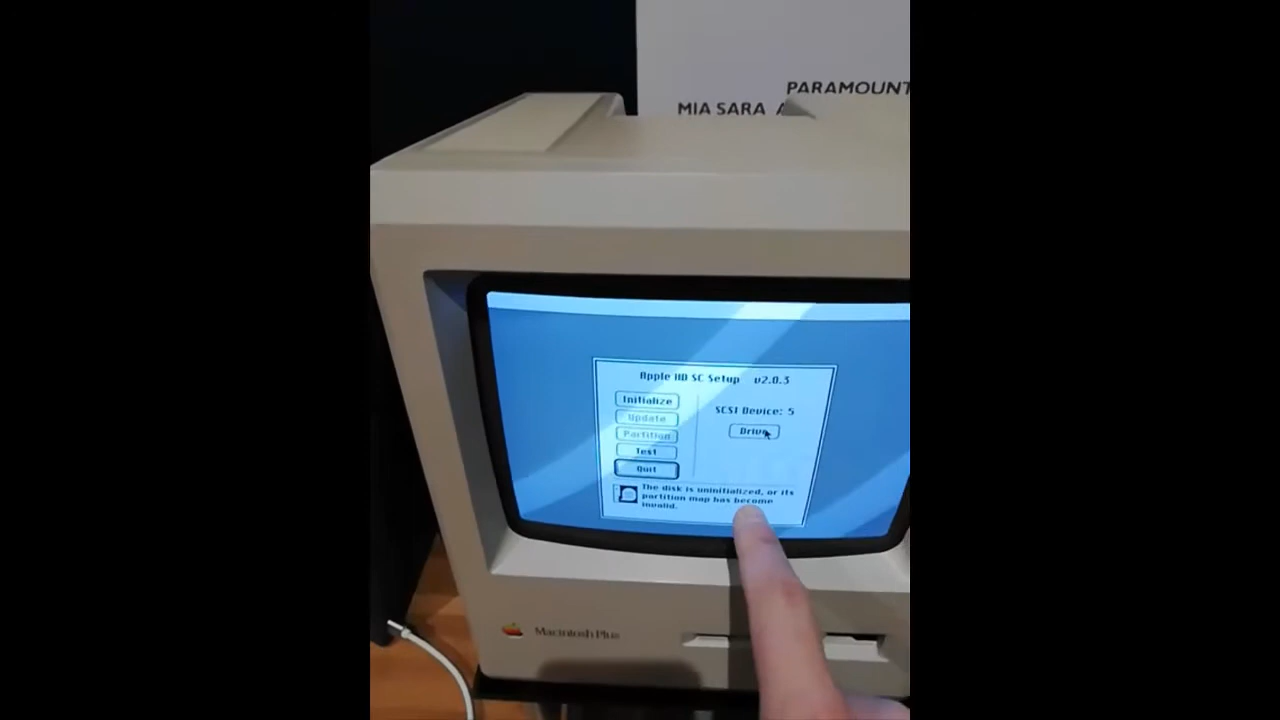 PARAMOUNT
MIA SARA A
Apple HD SC Setup v2.0.3
Initialize
Update
Partition
Test
Quit
SCSI Device: 5
Drive
The disk is uninitialized, or its
partition map has become
invalid.
Macintosh Plus